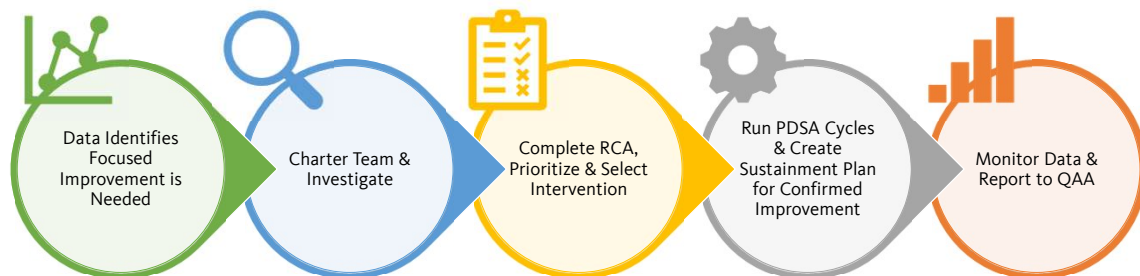 Data Identifies
Focused
Improvement is
Needed
Charter Team &
Investigate
Complete RCA,
Prioritize & Select
Intervention
Run PDSA Cycles
& Create
Sustainment Plan
for Confirmed
Improvement
Monitor Data &
Report to QAA